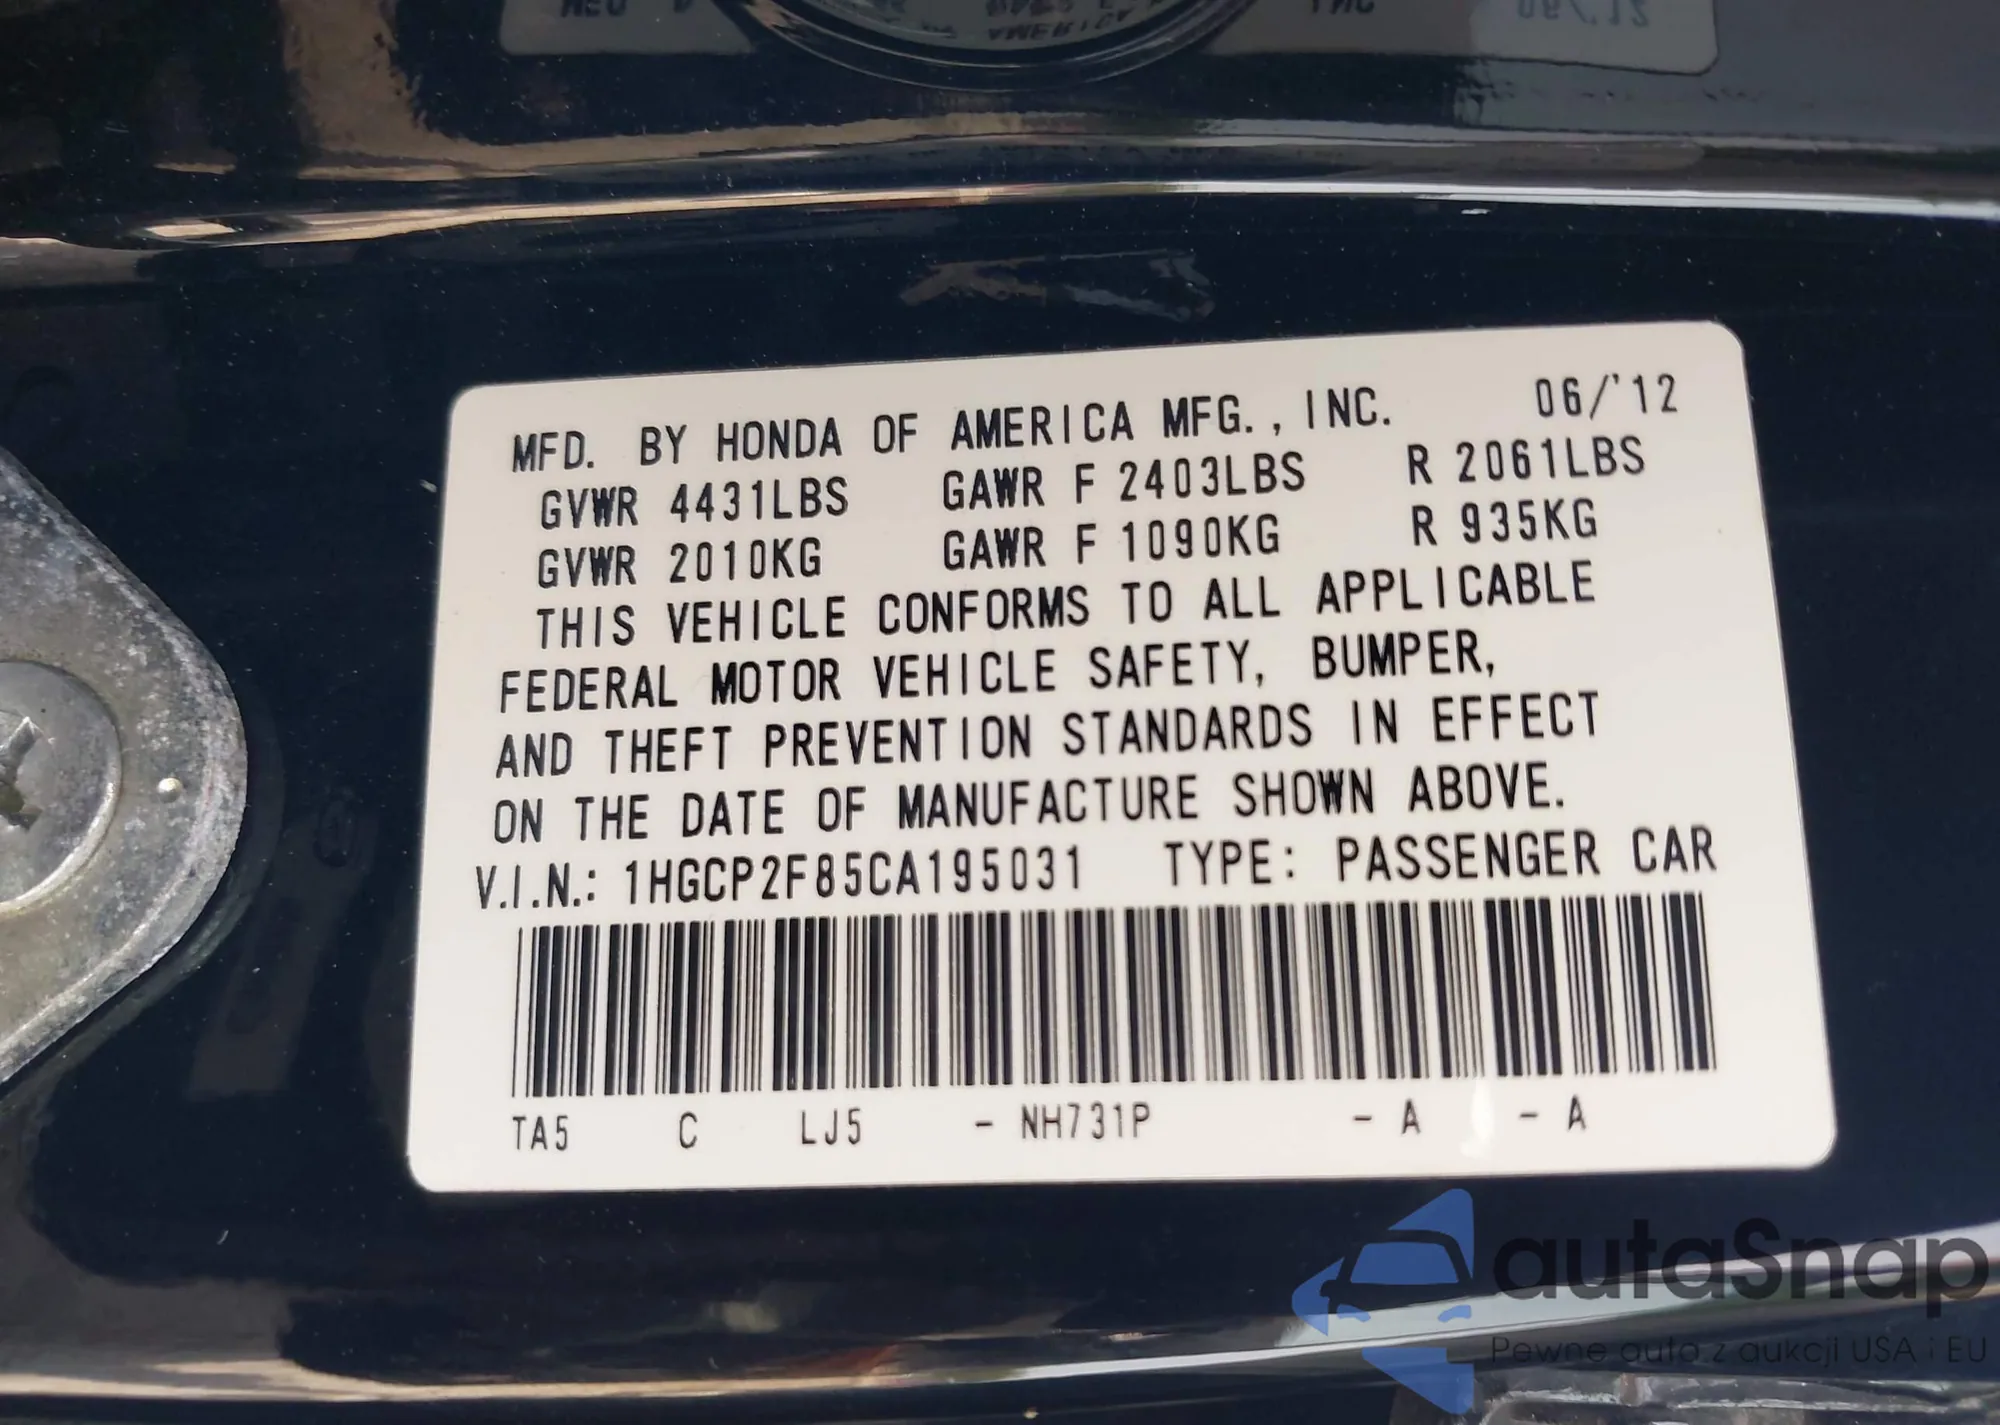 MFD. BY HONDA OF AMERICA MFG., INC. 06/'12
GVWR 4431LBS GAWR F 2403LBS R 2061LBS
GVWR 2010KG GAWR F 1090KG R 935KG
THIS VEHICLE CONFORMS TO ALL APPLICABLE
FEDERAL MOTOR VEHICLE SAFETY, BUMPER,
AND THEFT PREVENTION STANDARDS IN EFFECT
ON THE DATE OF MANUFACTURE SHOWN ABOVE.
V.I.N.: 1HGCP2F85CA195031 TYPE: PASSENGER CAR
TA5 C LJ5 - NH731P - A - A
autaSnap
Pewne auta z aukcji USA i EU